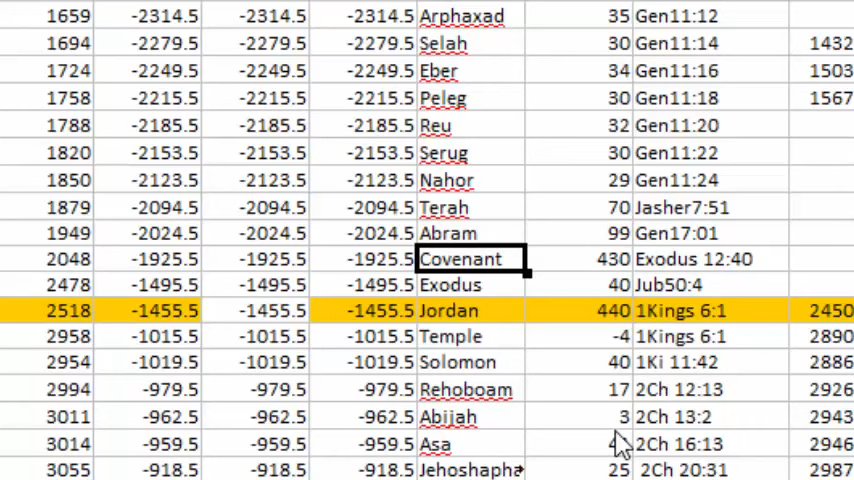 1659 -2314.5 -2314.5 -2314.5 Arphaxad 35 Gen11:12
1694 -2279.5 -2279.5 -2279.5 Selah 30 Gen11:14 1432
1724 -2249.5 -2249.5 -2249.5 Eber 34 Gen11:16 1503
1758 -2215.5 -2215.5 -2215.5 Peleg 30 Gen11:18 1567
1788 -2185.5 -2185.5 -2185.5 Reu 32 Gen11:20
1820 -2153.5 -2153.5 -2153.5 Serug 30 Gen11:22
1850 -2123.5 -2123.5 -2123.5 Nahor 29 Gen11:24
1879 -2094.5 -2094.5 -2094.5 Terah 70 Jasher7:51
1949 -2024.5 -2024.5 -2024.5 Abram 99 Gen17:01
2048 -1925.5 -1925.5 -1925.5 Covenant 430 Exodus 12:40
2478 -1495.5 -1495.5 -1495.5 Exodus 40 Jub50:4
2518 -1455.5 -1455.5 -1455.5 Jordan 440 1Kings 6:1 2450
2958 -1015.5 -1015.5 -1015.5 Temple -4 1Kings 6:1 2890
2954 -1019.5 -1019.5 -1019.5 Solomon 40 1Ki 11:42 2886
2994 -979.5 -979.5 -979.5 Rehoboam 17 2Ch 12:13 2926
3011 -962.5 -962.5 -962.5 Abijah 3 2Ch 13:2 2943
3014 -959.5 -959.5 -959.5 Asa 2Ch 16:13 2946
3055 -918.5 -918.5 -918.5 Jehoshapha 25 2Ch 20:31 2987